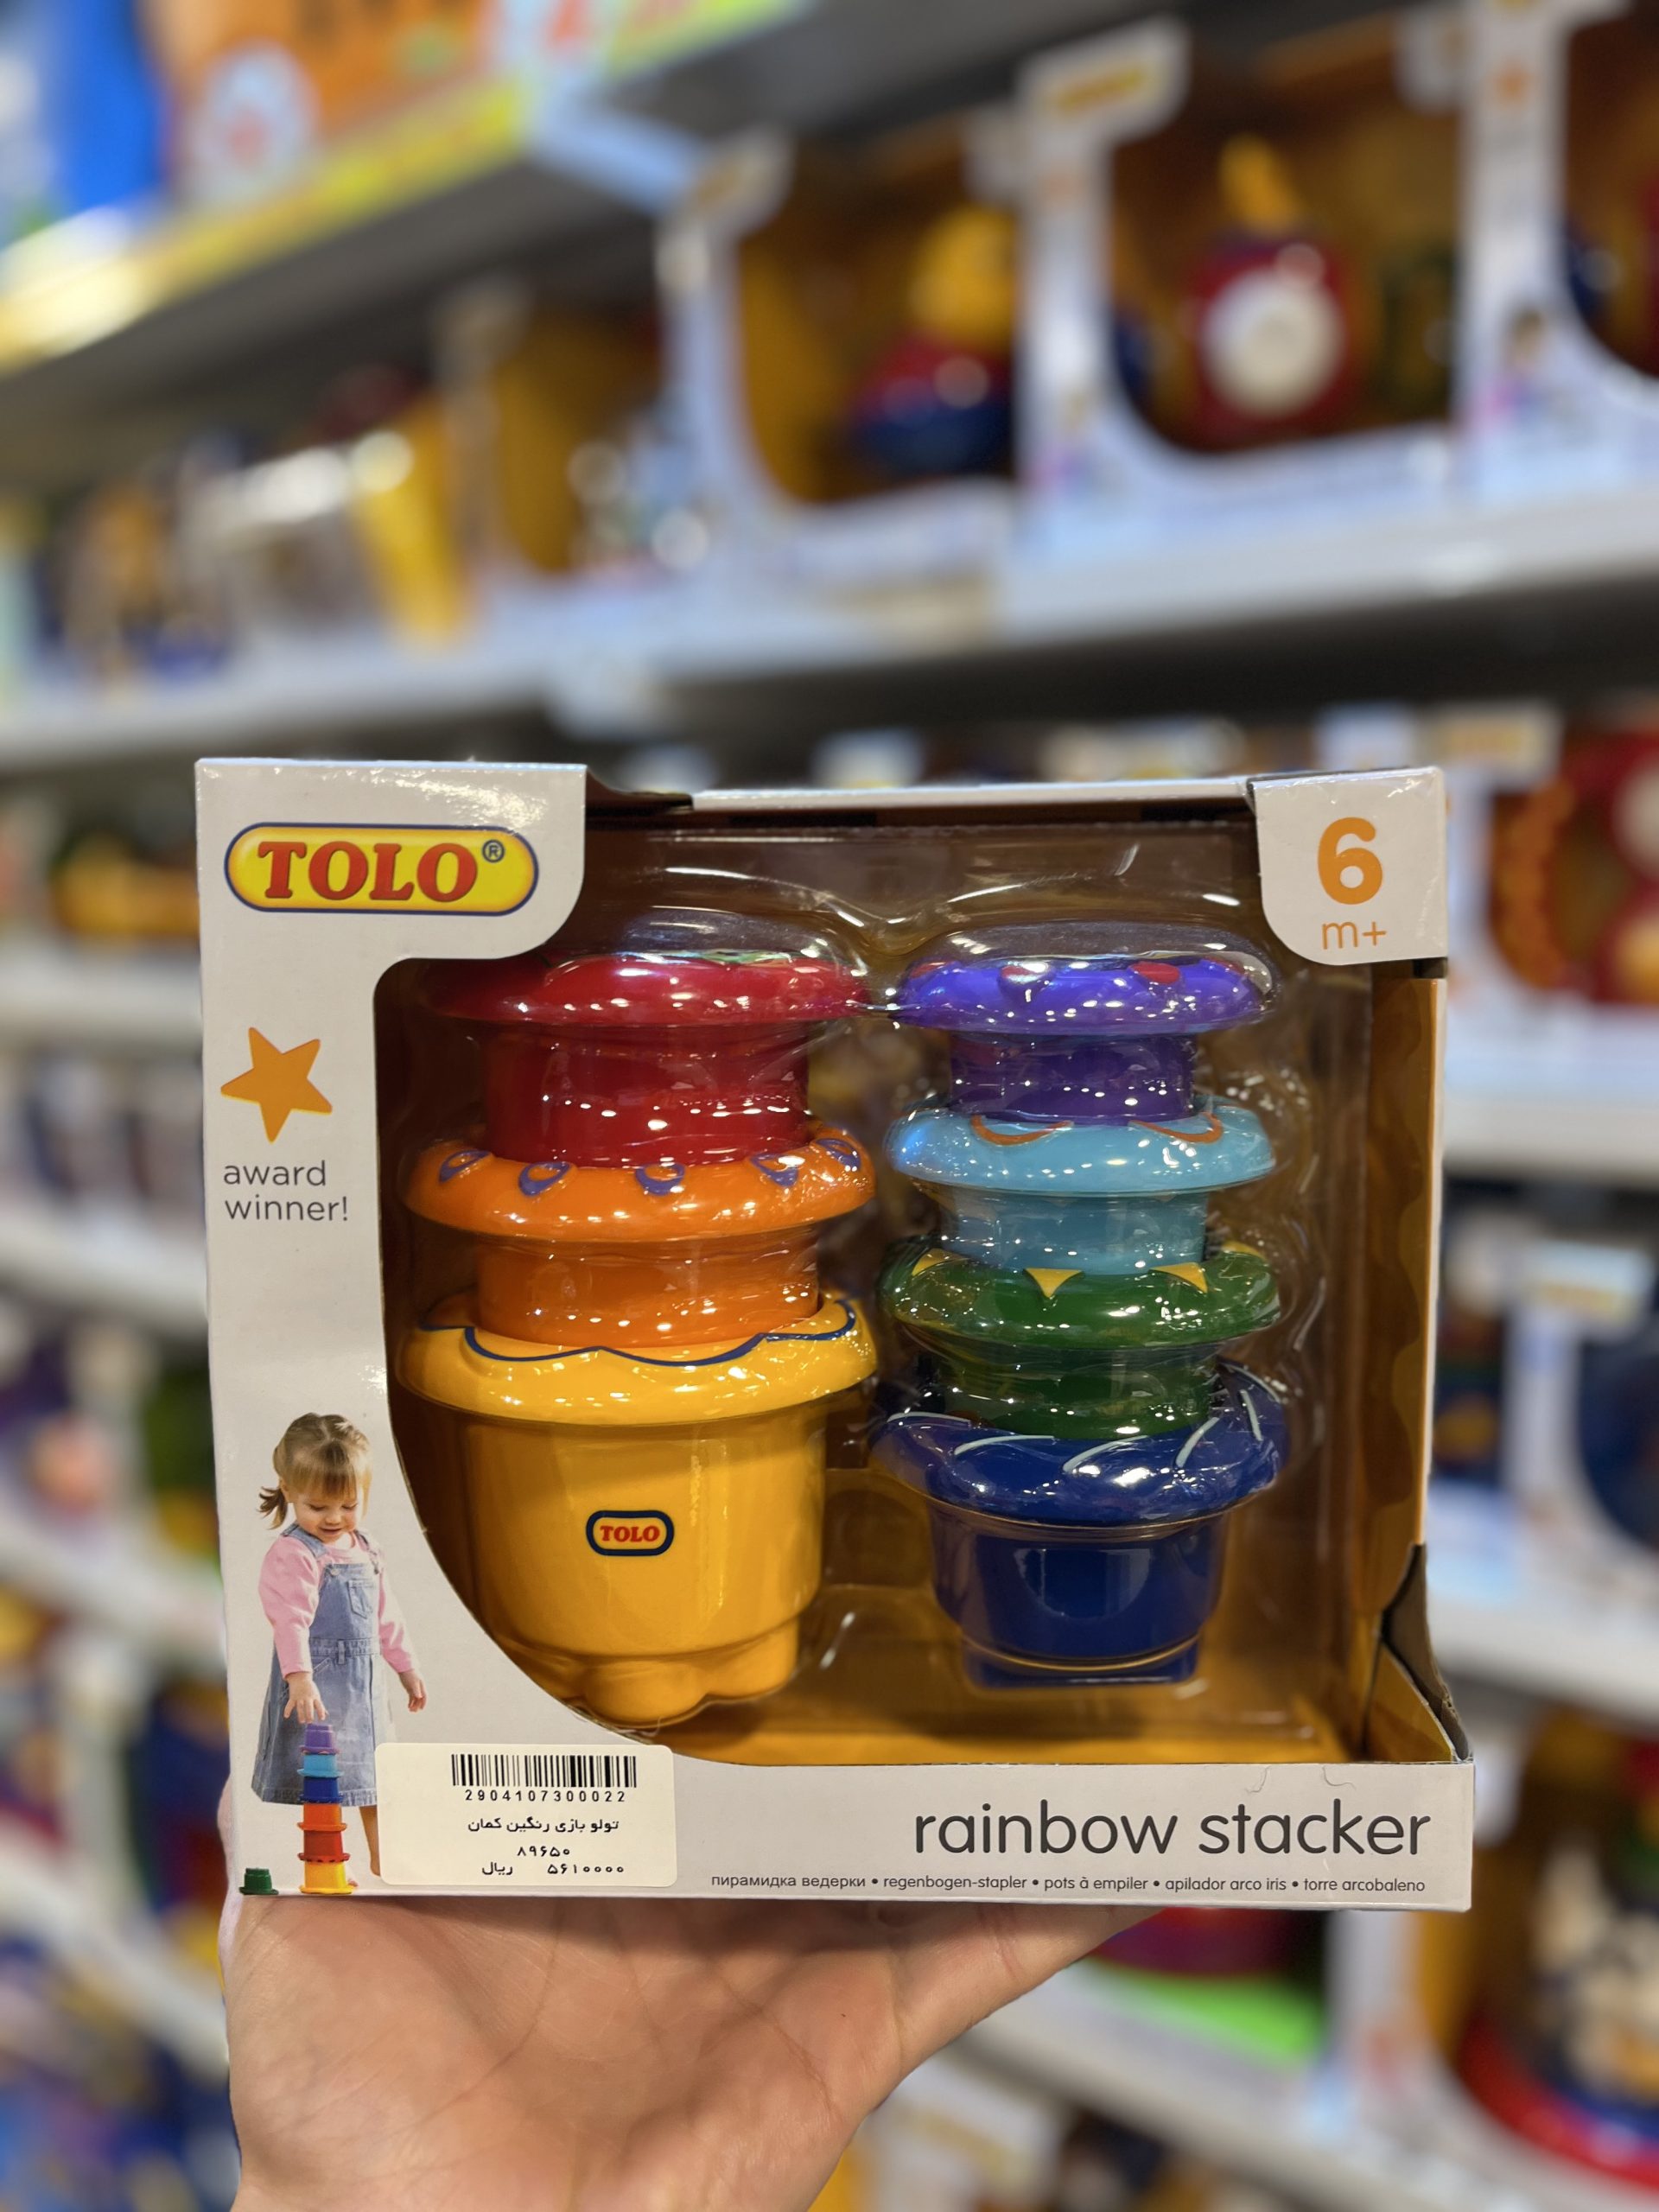 TOLO®
6
m+
award
winner!
TOLO
2904107300022
تولو بازی رنگین کمان
۸۹۶۵۰
۵۶۱۰۰۰۰ ریال
rainbow stacker
пирамидка ведерки • regenbogen-stapler • pots à empiler • apilador arco iris • torre arcobaleno